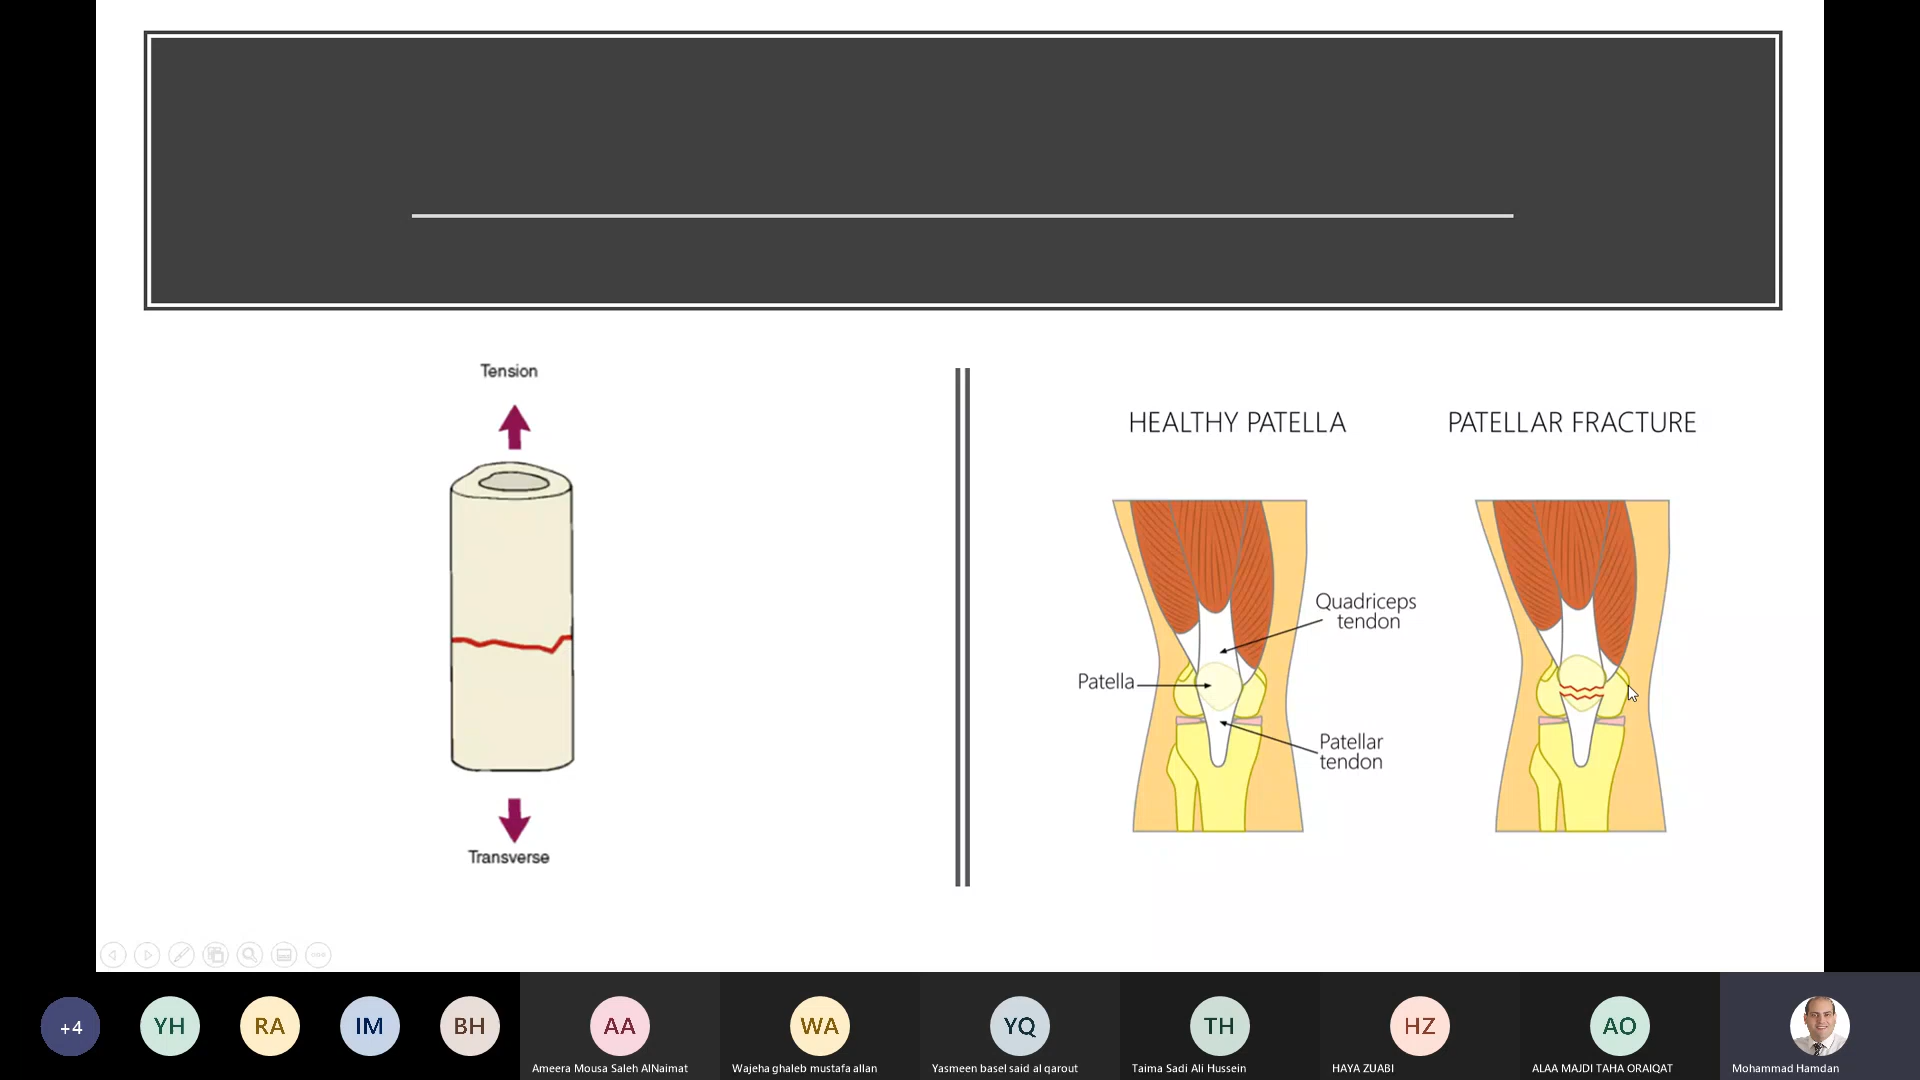 Tension
Transverse
HEALTHY PATELLA
PATELLAR FRACTURE
Quadriceps
tendon
Patella
Patellar
tendon
+4
YH
RA
IM
BH
AA
WA
YQ
TH
HZ
AO
Ameera Mousa Saleh AlNaimat
Wajeha ghaleb mustafa allan
Yasmeen basel said al qarout
Taima Sadi Ali Hussein
HAYA ZUABI
ALAA MAJDI TAHA ORAIQAT
Mohammad Hamdan